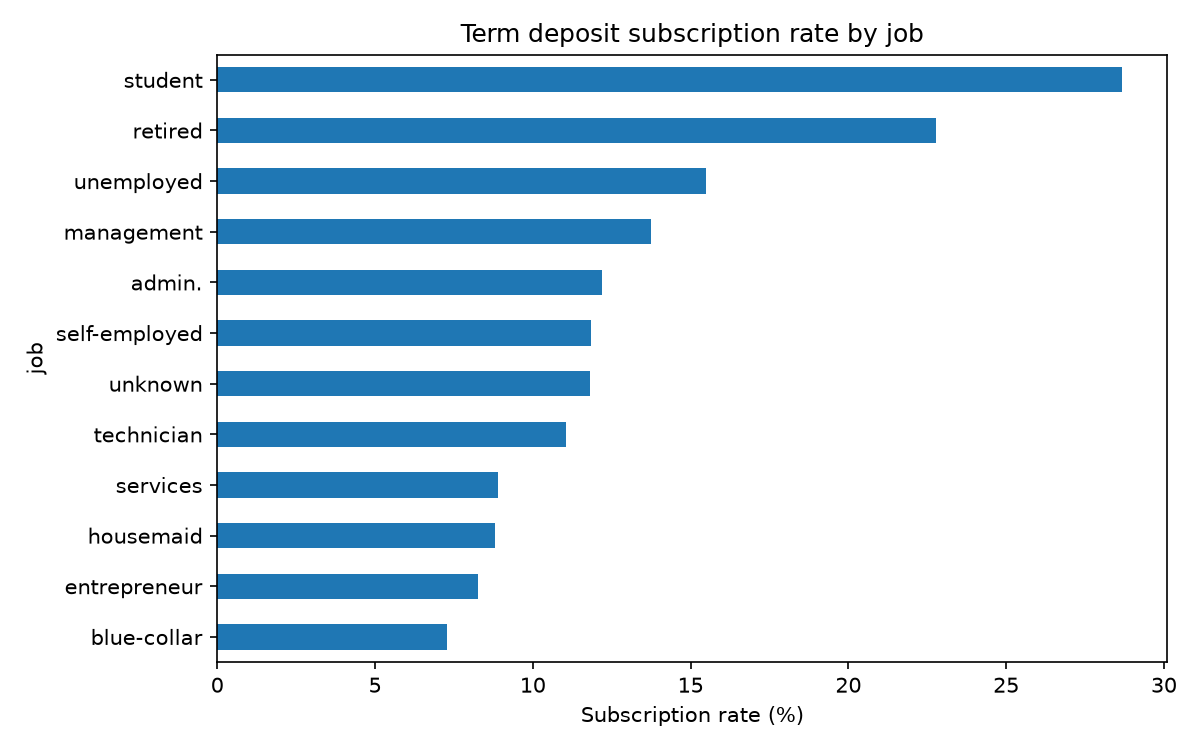 Term deposit subscription rate by job
job
student
retired
unemployed
management
admin.
self-employed
unknown
technician
services
housemaid
entrepreneur
blue-collar
0 5 10 15 20 25 30
Subscription rate (%)